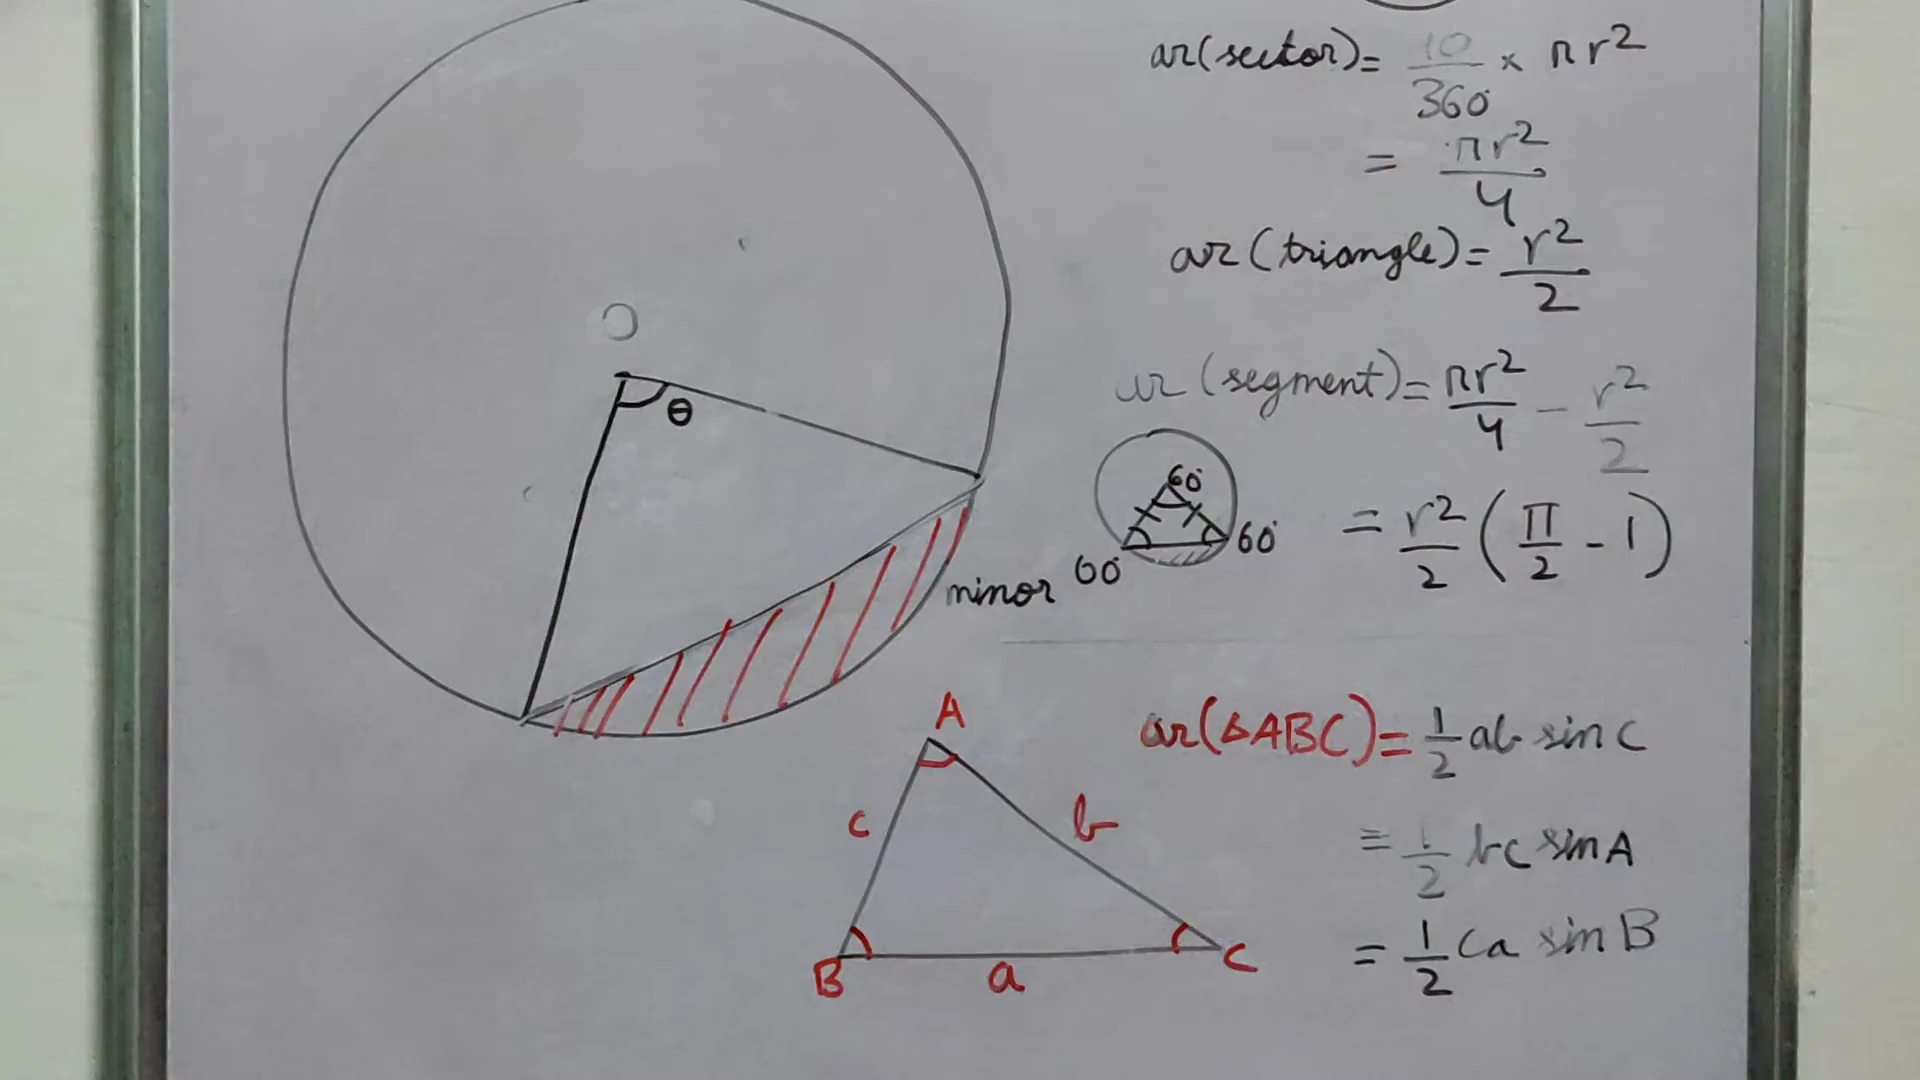 ar(sector) = 10/360° × πr²
= πr²/4
ar(triangle) = r²/2
O
θ
ar(segment) = πr²/4 - r²/2
60°
60°
60°
= r²/2 (π/2 - 1)
minor
A
ar(ΔABC) = 1/2 ab sin C
c
b
= 1/2 bc sin A
= 1/2 ca sin B
B
a
C